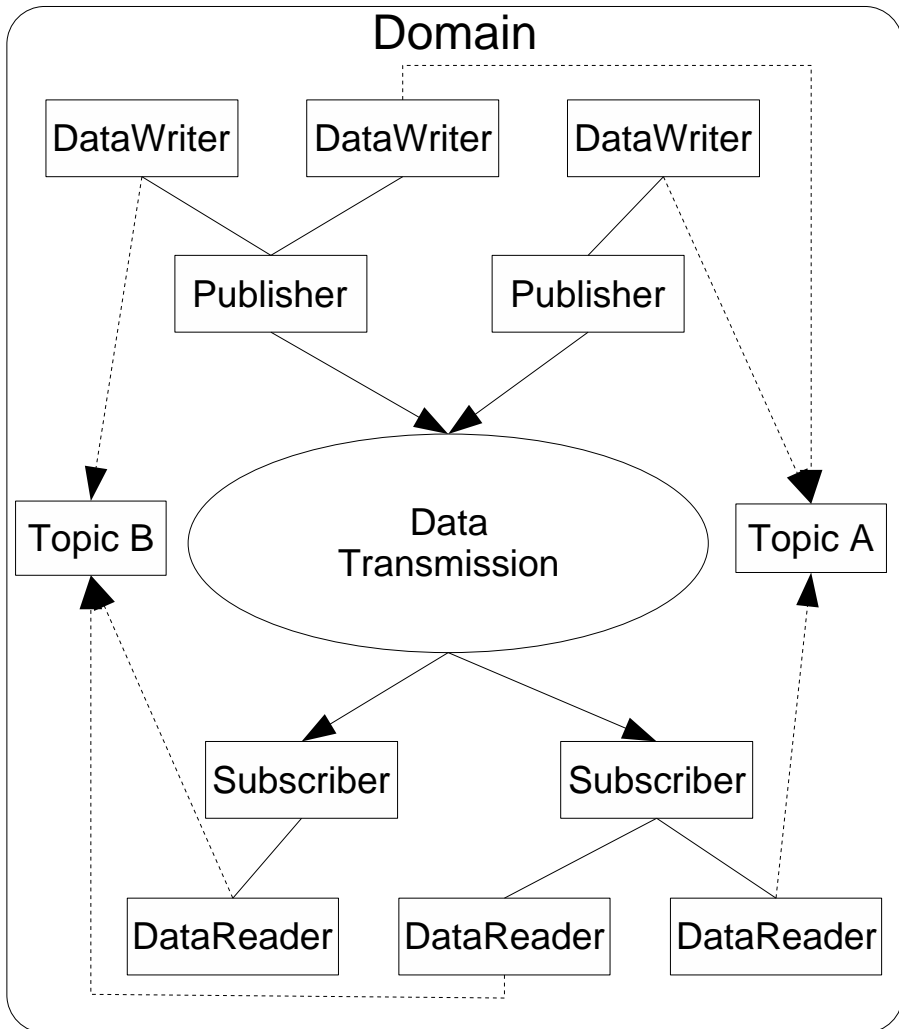 Domain
DataWriter
DataWriter
DataWriter
Publisher
Publisher
Topic B
Data
Transmission
Topic A
Subscriber
Subscriber
DataReader
DataReader
DataReader